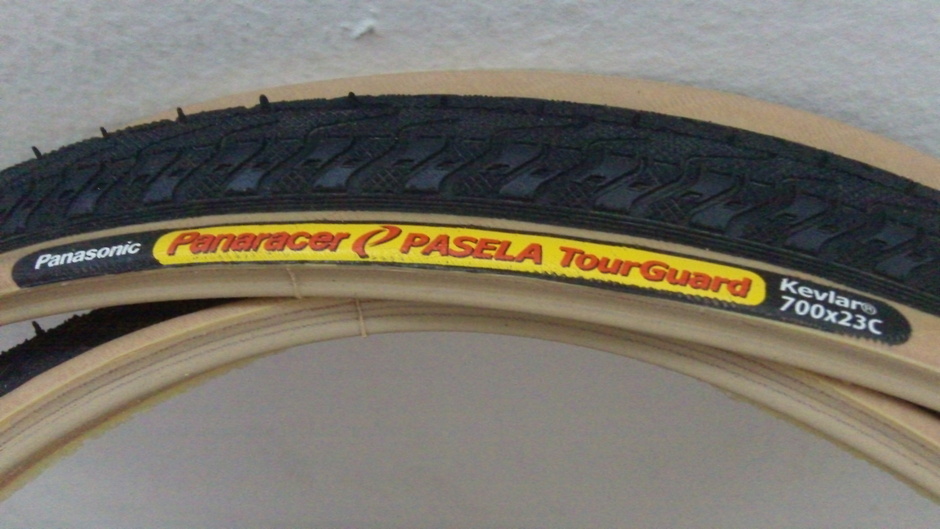 Panasonic Panaracer PASELA TourGuard Kevlar®
700x23C